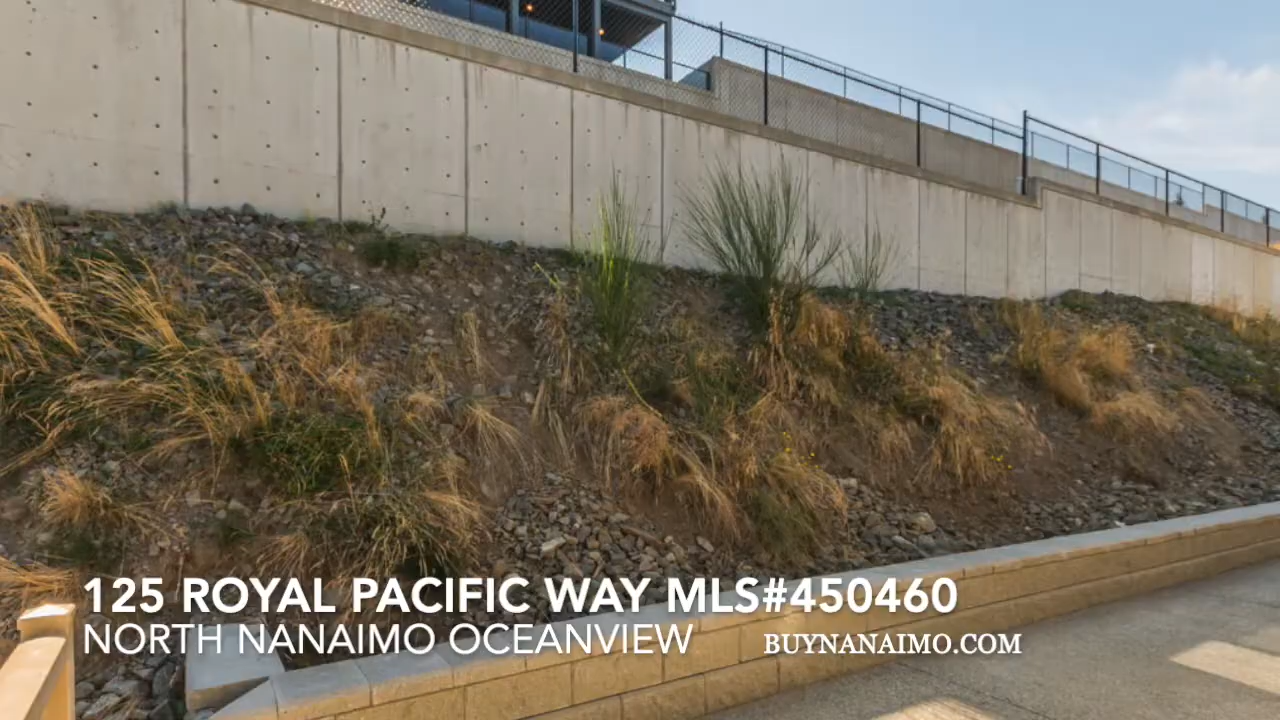 125 ROYAL PACIFIC WAY MLS#450460
NORTH NANAIMO OCEANVIEW
BUYNANAIMO.COM